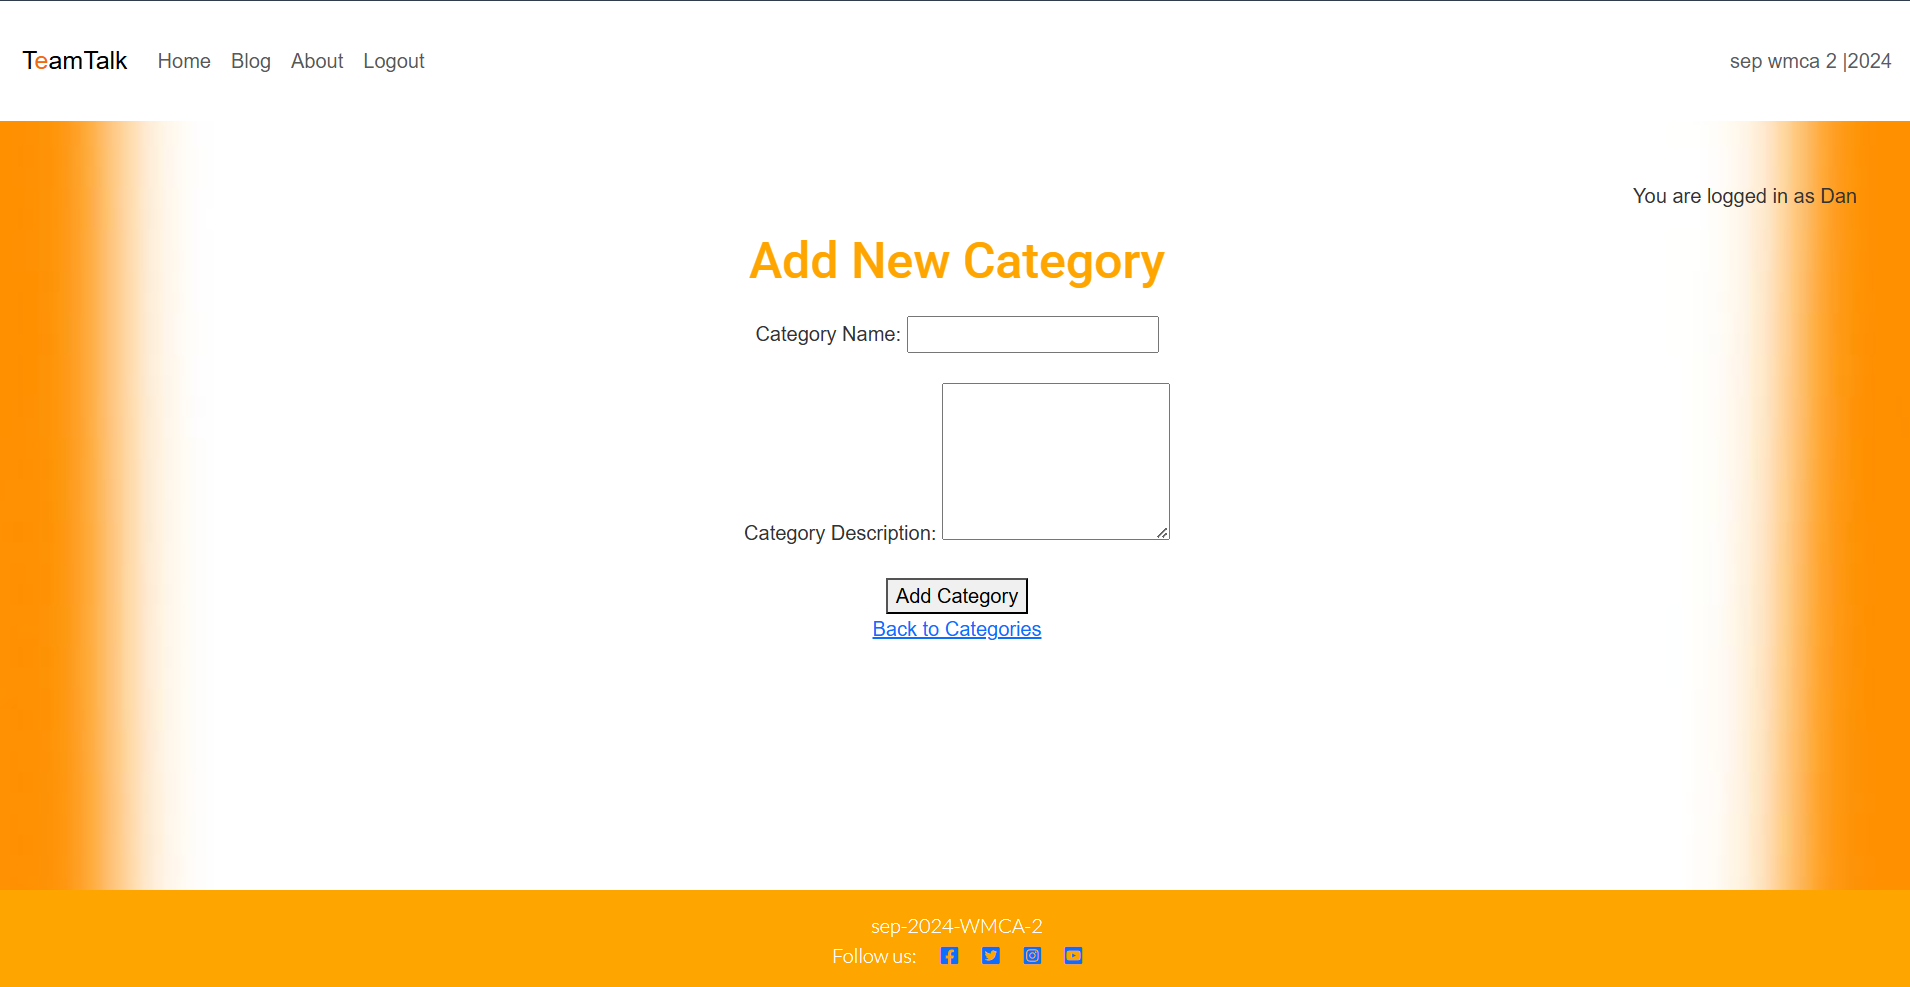 TeamTalk Home Blog About Logout sep wmca 2 |2024
You are logged in as Dan
Add New Category
Category Name:
Category Description:
Add Category
Back to Categories
sep-2024-WMCA-2
Follow us: